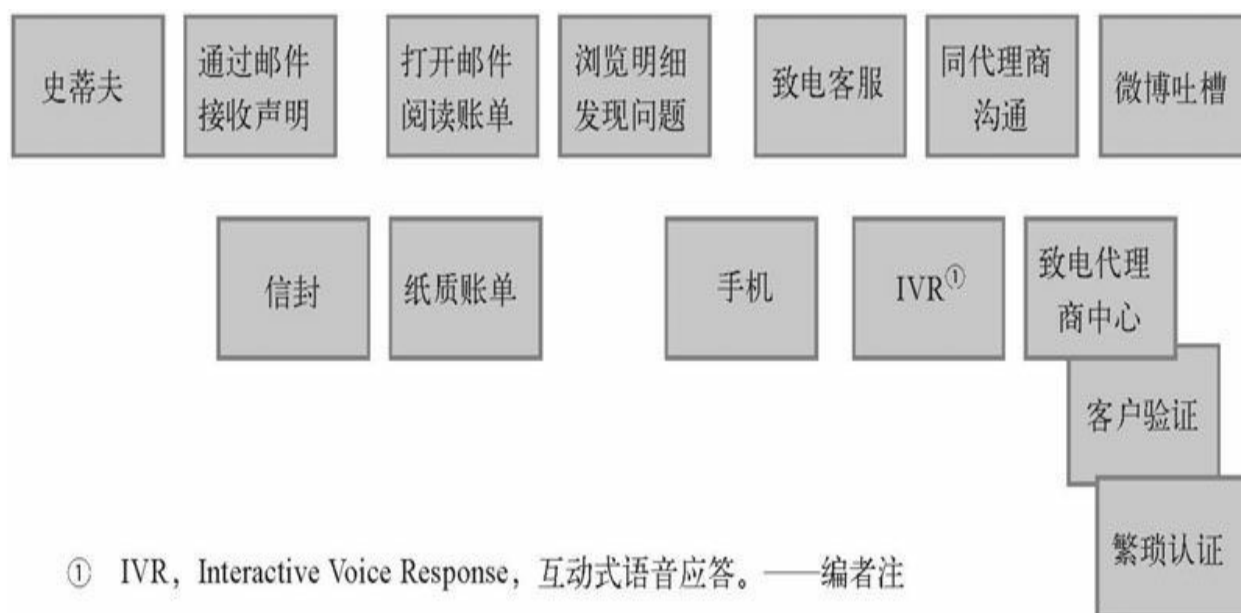 史蒂夫
通过邮件
接收声明
打开邮件
阅读账单
浏览明细
发现问题
致电客服
同代理商
沟通
微博吐槽
信封
纸质账单
手机
IVR①
致电代理
商中心
客户验证
繁琐认证
① IVR, Interactive Voice Response, 互动式语音应答。——编者注